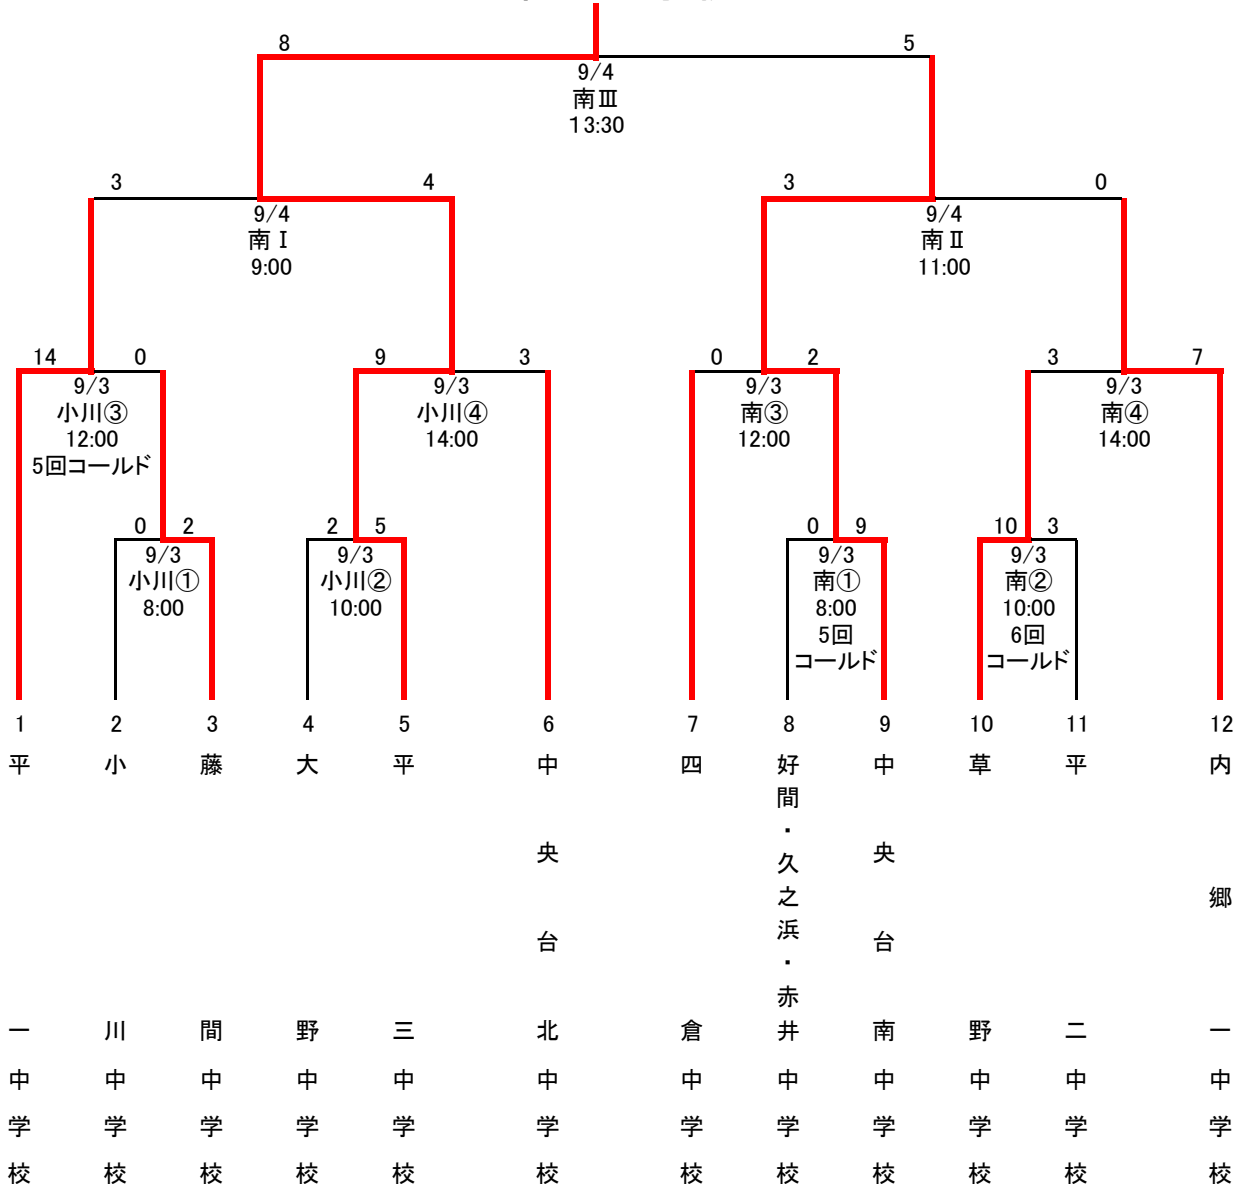 8
5
9/4
南Ⅲ
13:30
3
4
3
0
9/4
南Ⅰ
9:00
9/4
南Ⅱ
11:00
14
0
9
3
0
2
3
7
9/3
小川③
12:00
5回コールド
9/3
小川④
14:00
9/3
南③
12:00
9/3
南④
14:00
0
2
2
5
0
9
10
3
9/3
小川①
8:00
9/3
小川②
10:00
9/3
南①
8:00
5回
コールド
9/3
南②
10:00
6回
コールド
1
2
3
4
5
6
7
8
9
10
11
12
平一中学校
小川中学校
藤間中学校
大野中学校
平三中学校
中央台北中学校
四倉中学校
好間・久之浜・赤井中学校
中央台南中学校
草野中学校
平二中学校
内郷一中学校